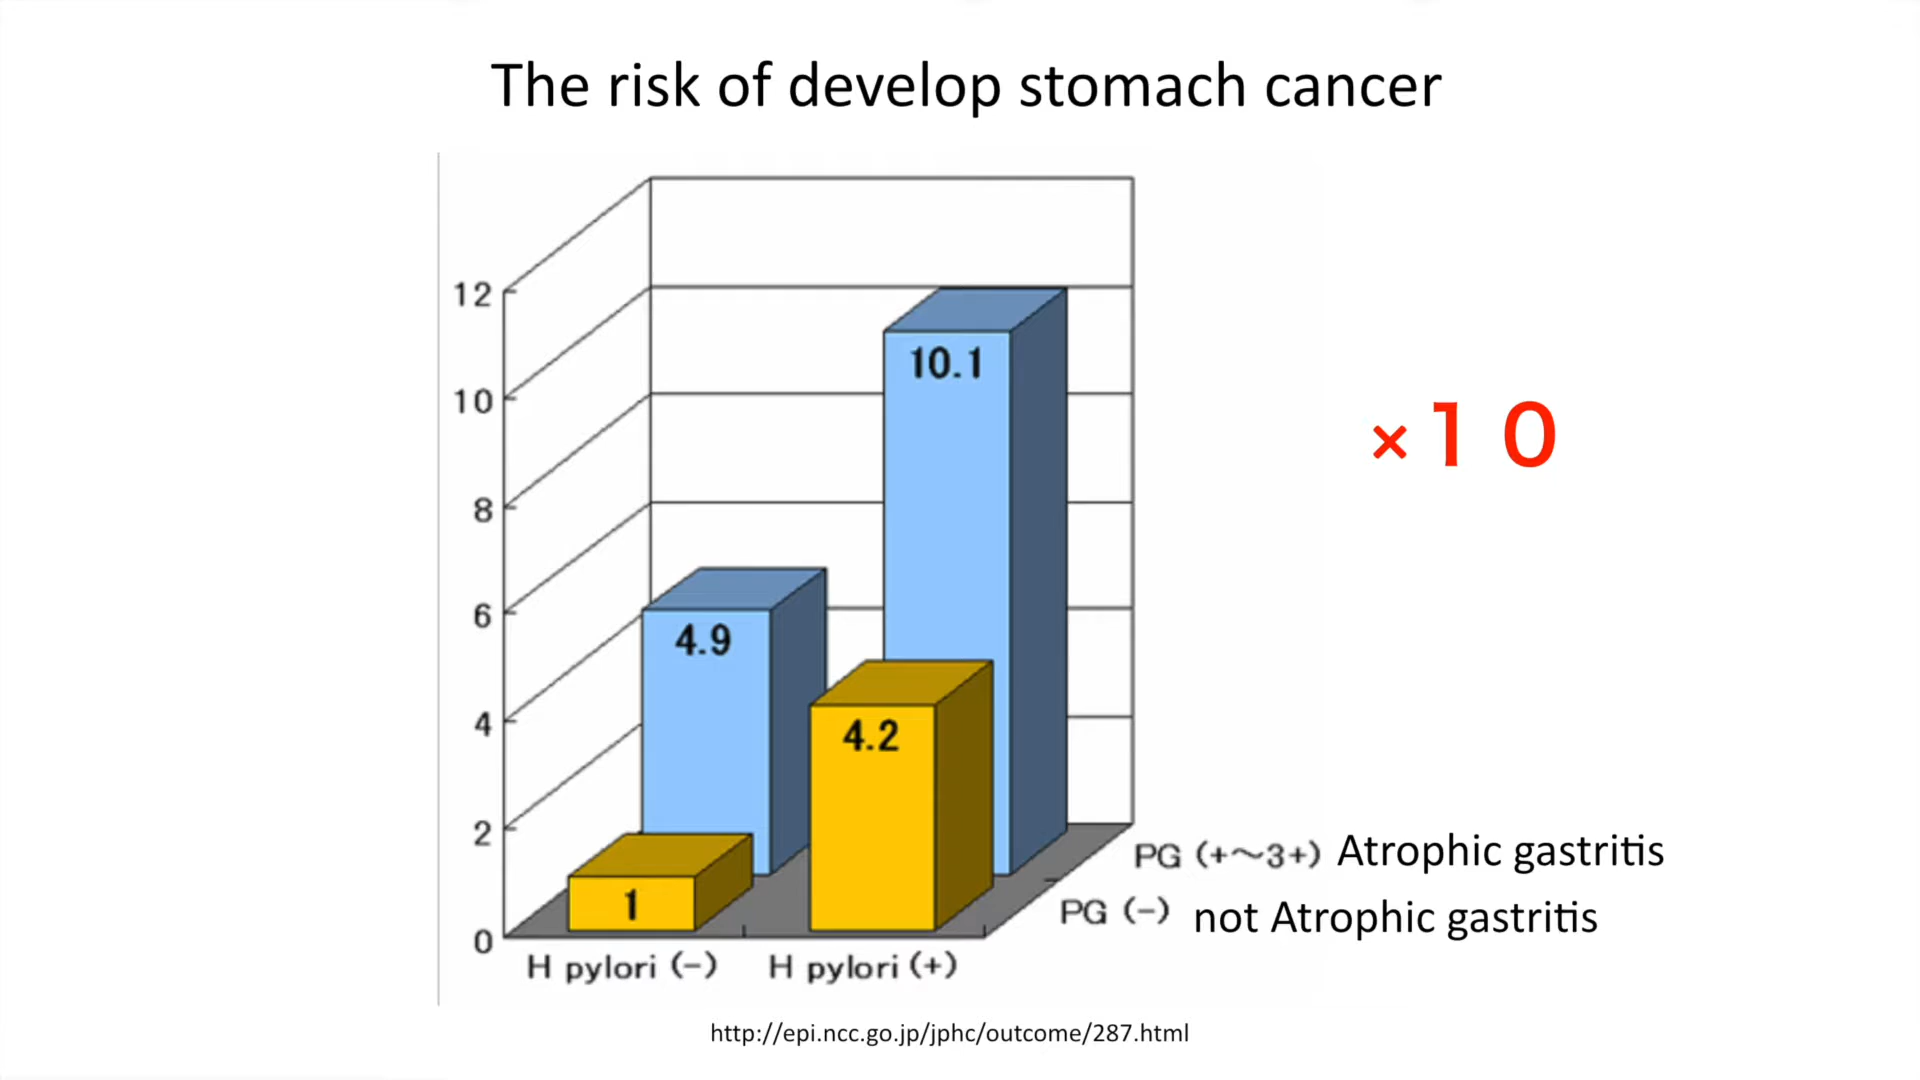 The risk of develop stomach cancer
12
10
8
6
4
2
0
10.1
4.9
4.2
1
×１０
PG (+～3+) Atrophic gastritis
PG (-) not Atrophic gastritis
H pylori (-) H pylori (+)
http://epi.ncc.go.jp/jphc/outcome/287.html